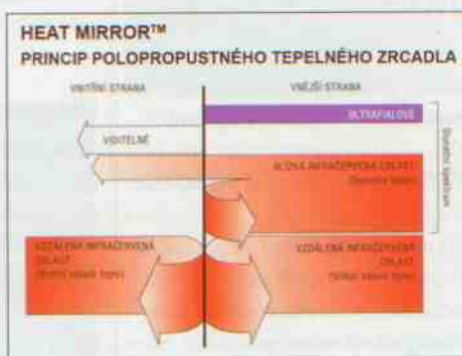 HEAT MIRROR™
PRINCIP POLOPROPUSTNÉHO TEPELNÉHO ZRCADLA
VNITŘNÍ STRANA
VNĚJŠÍ STRANA
ULTRAFIALOVÉ
VIDITELNÉ
BLÍZKÁ INFRAČERVENÁ OBLAST
VZDÁLENÁ INFRAČERVENÁ
OBLAST
VZDÁLENÁ INFRAČERVENÁ
OBLAST